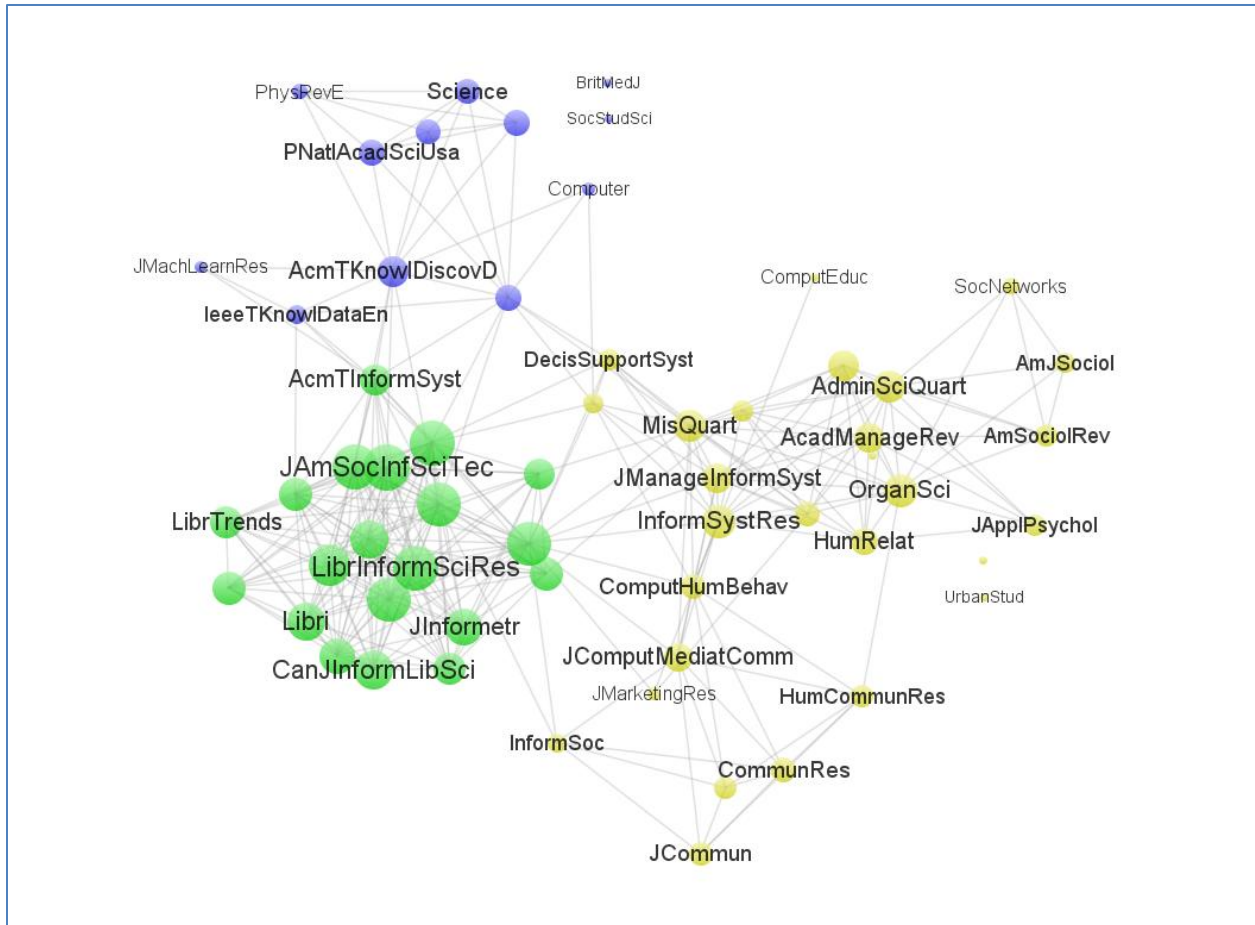 BritMedJ
PhysRevE
Science
SocStudSci
PNatlAcadSciUsa
Computer
JMachLearnRes
AcmTKnowlDiscovD
ComputEduc
SocNetworks
IeeeTKnowlDataEn
DecisSupportSyst
AmJSociol
AcmTInformSyst
AdminSciQuart
MisQuart
AcadManageRev
AmSociolRev
JAmSocInfSciTec
JManageInformSyst
OrganSci
LibrTrends
InformSystRes
JApplPsychol
HumRelat
LibrInformSciRes
ComputHumBehav
UrbanStud
Libri
JInformetr
JComputMediatComm
CanJInformLibSci
JMarketingRes
HumCommunRes
InformSoc
CommunRes
JCommun